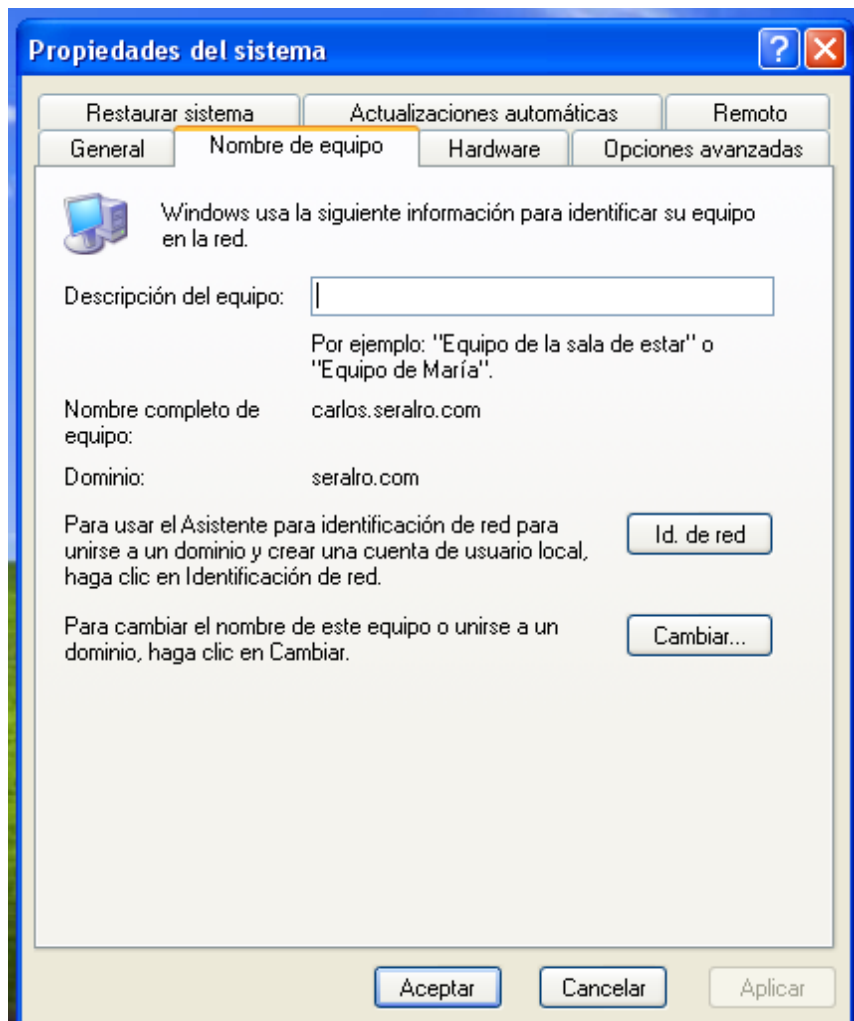 Propiedades del sistema
Restaurar sistema
Actualizaciones automáticas
Remoto
General
Nombre de equipo
Hardware
Opciones avanzadas
Windows usa la siguiente información para identificar su equipo
en la red.
Descripción del equipo:
Por ejemplo: "Equipo de la sala de estar" o
"Equipo de María".
Nombre completo de
equipo:
carlos.seralro.com
Dominio:
seralro.com
Para usar el Asistente para identificación de red para
unirse a un dominio y crear una cuenta de usuario local,
haga clic en Identificación de red.
Id. de red
Para cambiar el nombre de este equipo o unirse a un
dominio, haga clic en Cambiar.
Cambiar...
Aceptar
Cancelar
Aplicar